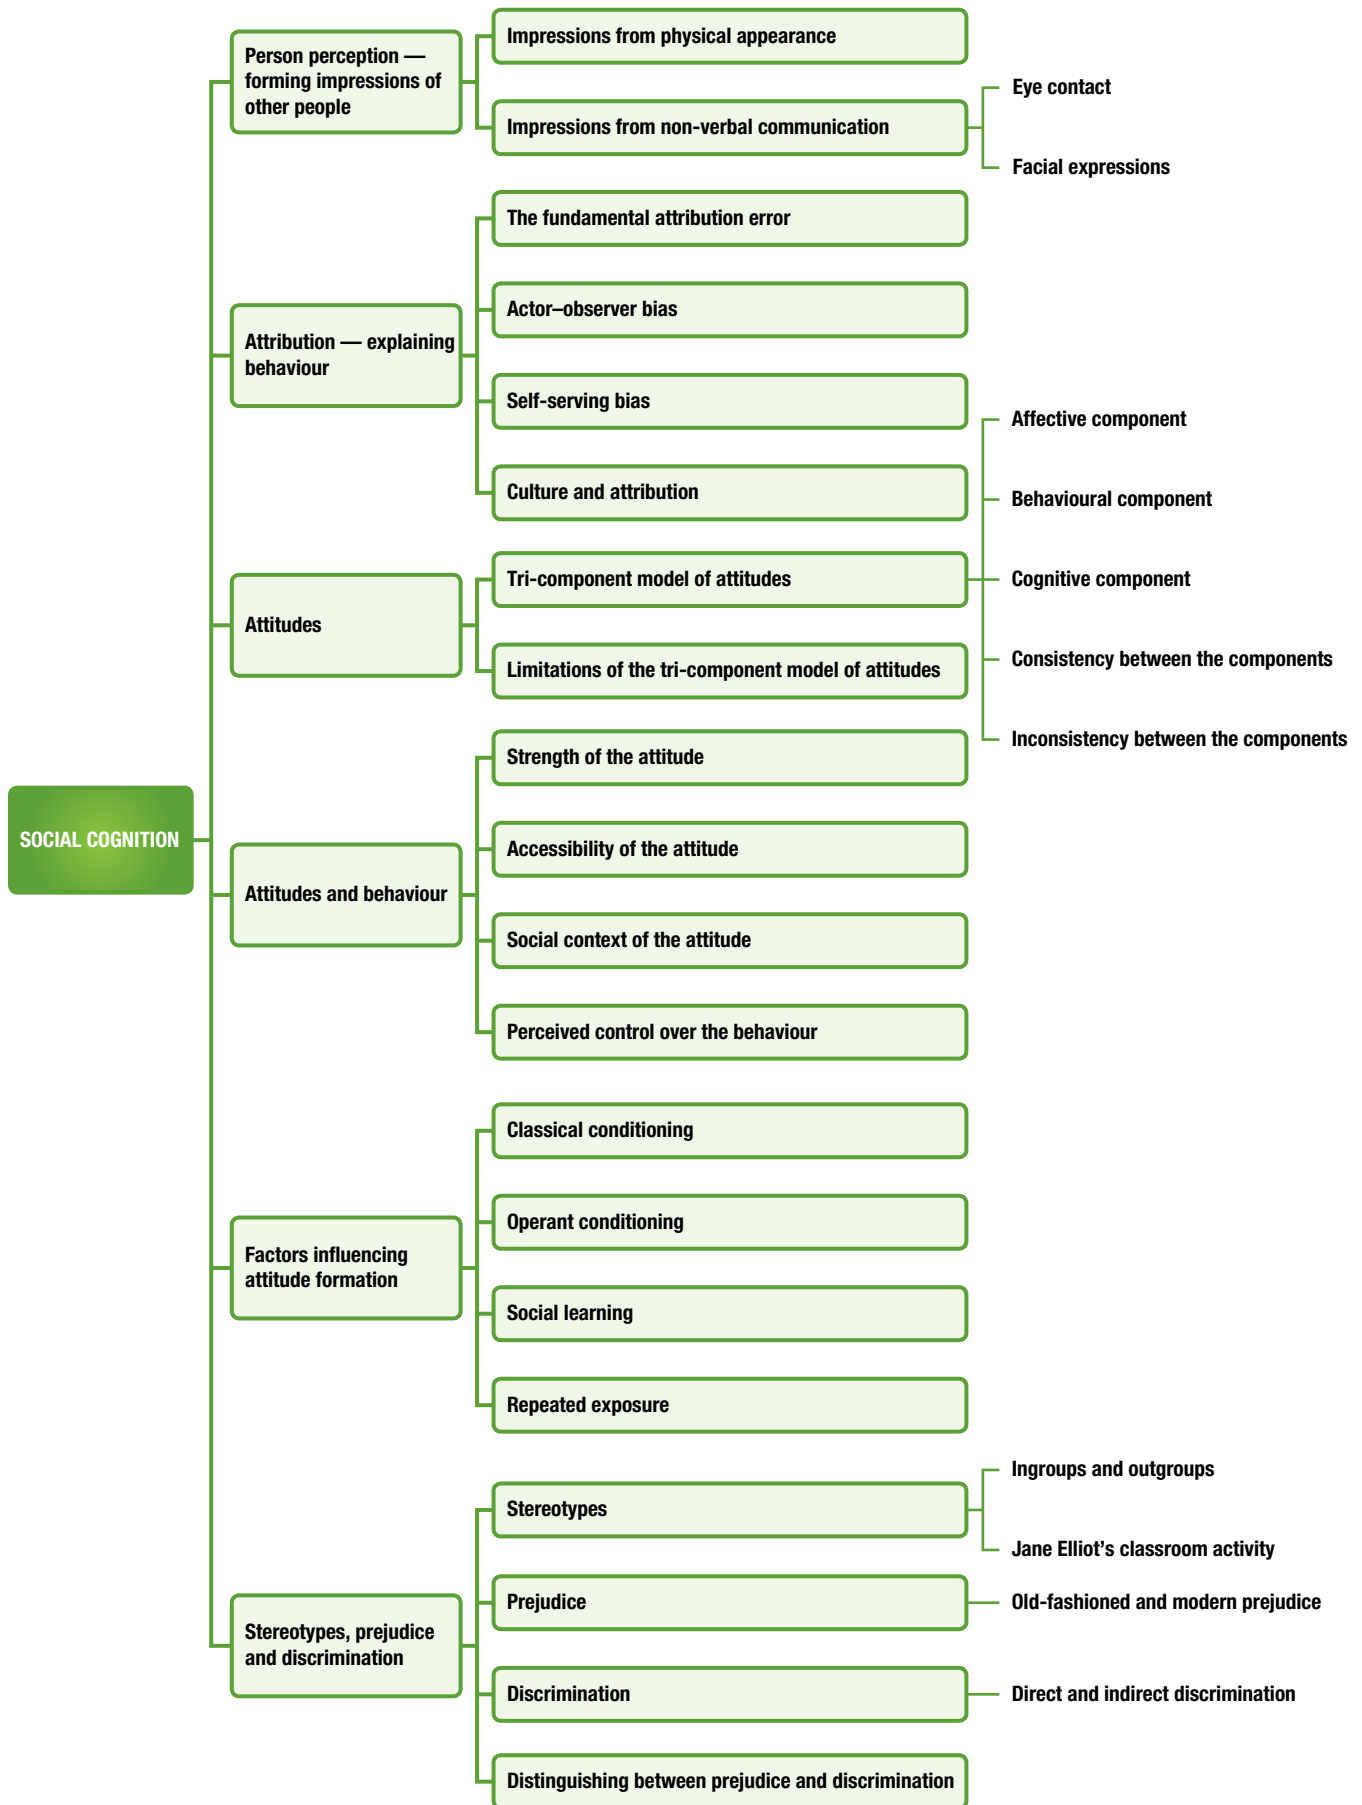 SOCIAL COGNITION
Person perception —
forming impressions of
other people
Impressions from physical appearance
Impressions from non-verbal communication
Eye contact
Facial expressions
Attribution — explaining
behaviour
The fundamental attribution error
Actor–observer bias
Self-serving bias
Culture and attribution
Attitudes
Tri-component model of attitudes
Affective component
Behavioural component
Cognitive component
Consistency between the components
Inconsistency between the components
Limitations of the tri-component model of attitudes
Attitudes and behaviour
Strength of the attitude
Accessibility of the attitude
Social context of the attitude
Perceived control over the behaviour
Factors influencing
attitude formation
Classical conditioning
Operant conditioning
Social learning
Repeated exposure
Stereotypes, prejudice
and discrimination
Stereotypes
Ingroups and outgroups
Jane Elliot’s classroom activity
Prejudice
Old-fashioned and modern prejudice
Discrimination
Direct and indirect discrimination
Distinguishing between prejudice and discrimination